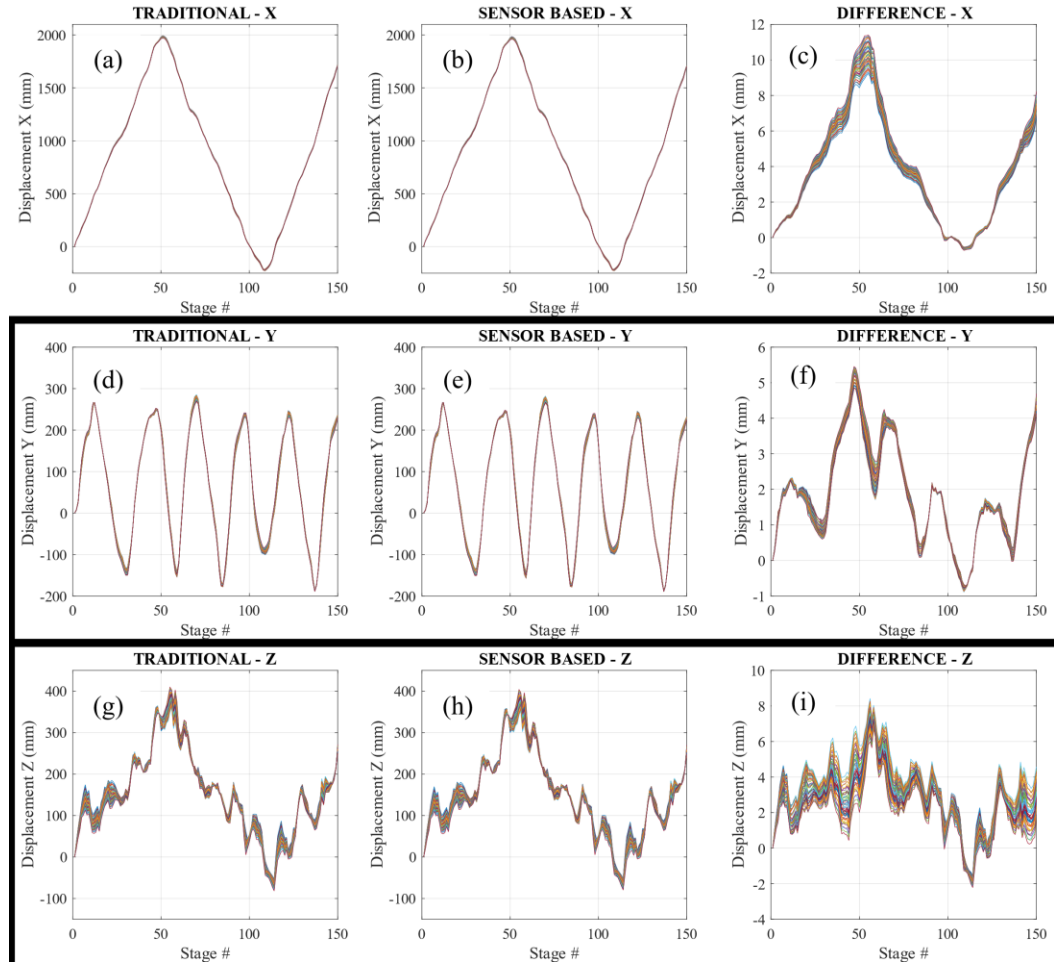 TRADITIONAL - X
SENSOR BASED - X
DIFFERENCE - X
(a)
(b)
(c)
Displacement X (mm)
2000
1500
1000
500
0
0
50
100
150
Stage #
Displacement X (mm)
2000
1500
1000
500
0
0
50
100
150
Stage #
Displacement X (mm)
12
10
8
6
4
2
0
-2
0
50
100
150
Stage #
TRADITIONAL - Y
SENSOR BASED - Y
DIFFERENCE - Y
(d)
(e)
(f)
Displacement Y (mm)
400
300
200
100
0
-100
-200
0
50
100
150
Stage #
Displacement Y (mm)
400
300
200
100
0
-100
-200
0
50
100
150
Stage #
Displacement Y (mm)
6
5
4
3
2
1
0
-1
0
50
100
150
Stage #
TRADITIONAL - Z
SENSOR BASED - Z
DIFFERENCE - Z
(g)
(h)
(i)
Displacement Z (mm)
400
300
200
100
0
-100
0
50
100
150
Stage #
Displacement Z (mm)
400
300
200
100
0
-100
0
50
100
150
Stage #
Displacement Z (mm)
10
8
6
4
2
0
-2
-4
0
50
100
150
Stage #